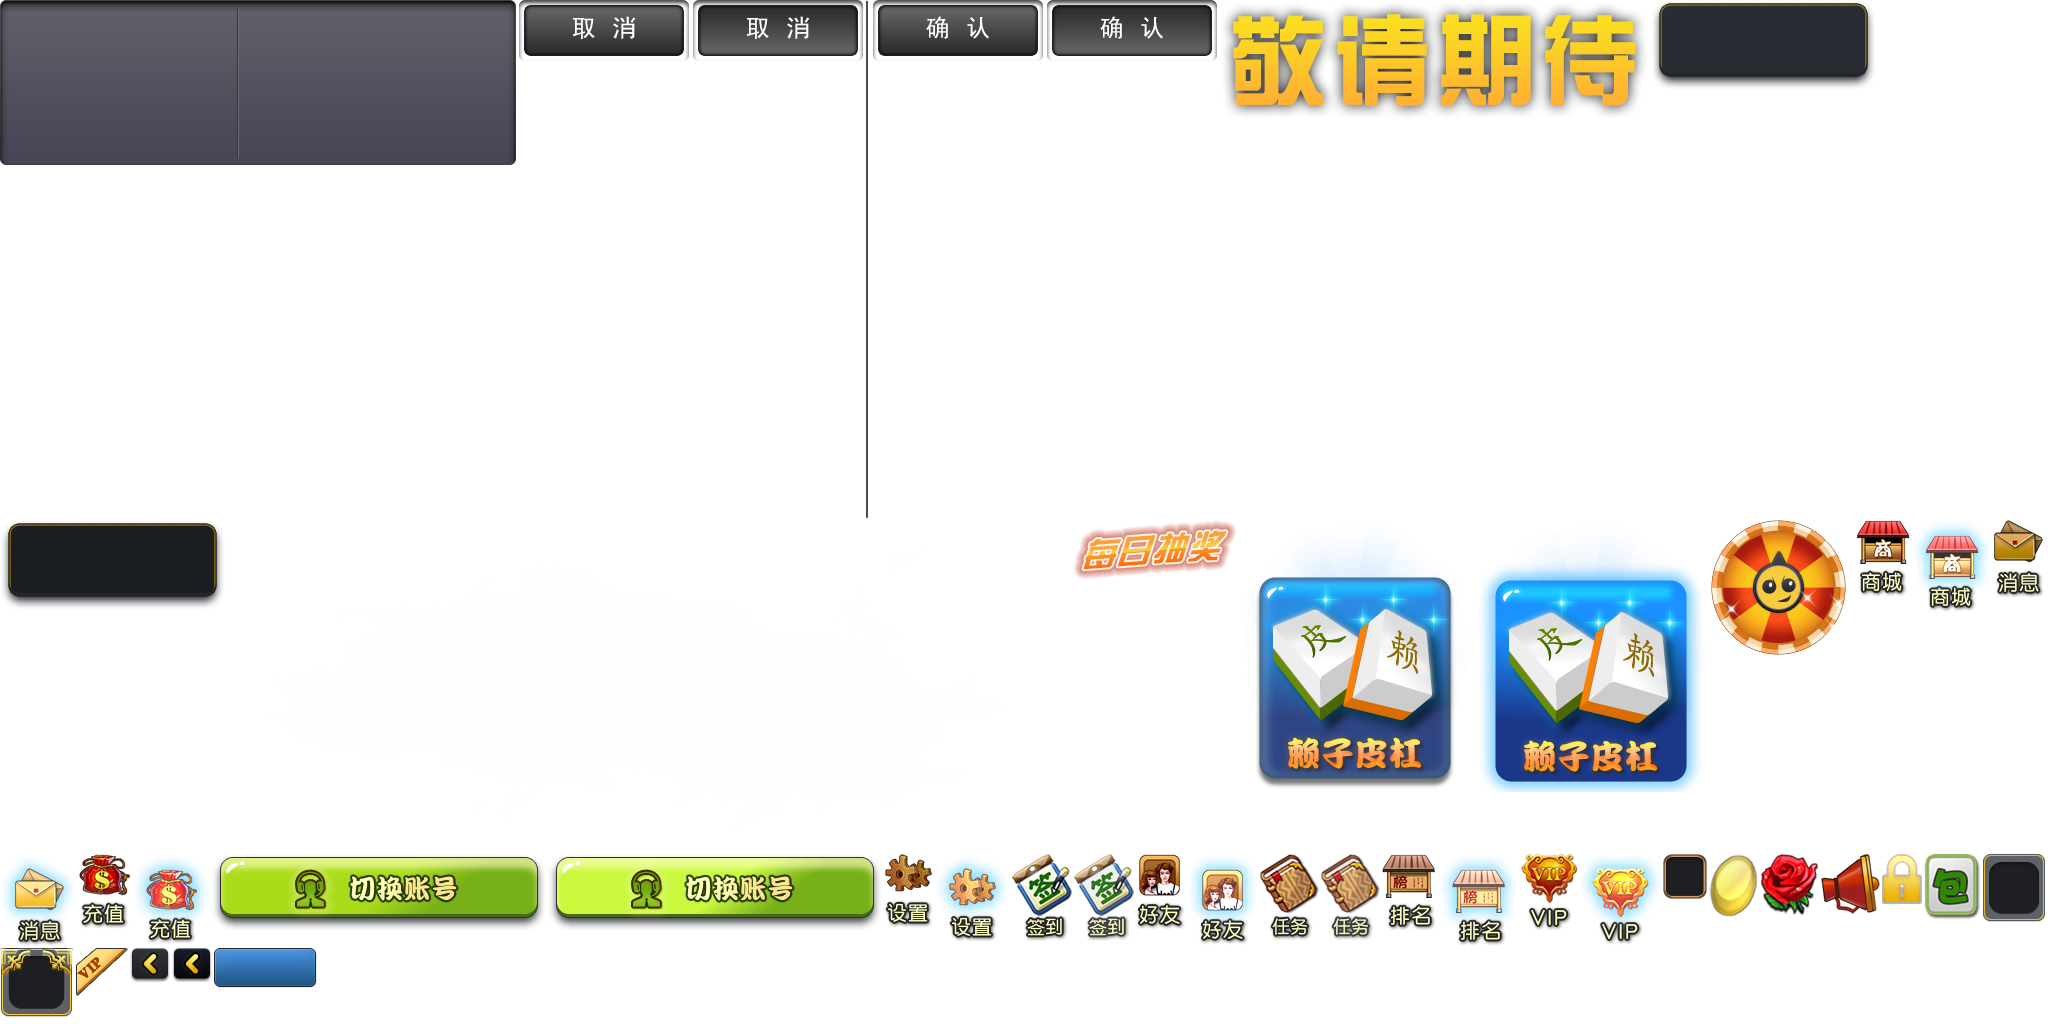 取 消
取 消
确 认
确 认
敬请期待
每日抽奖
皮
赖
赖子皮杠
皮
赖
赖子皮杠
商
商城
商
商城
消息
消息
$
充值
$
充值
切换账号
切换账号
设置
设置
签
签到
签
签到
好友
好友
任务
任务
榜
排名
榜
排名
VIP
VIP
VIP
VIP
包
VIP